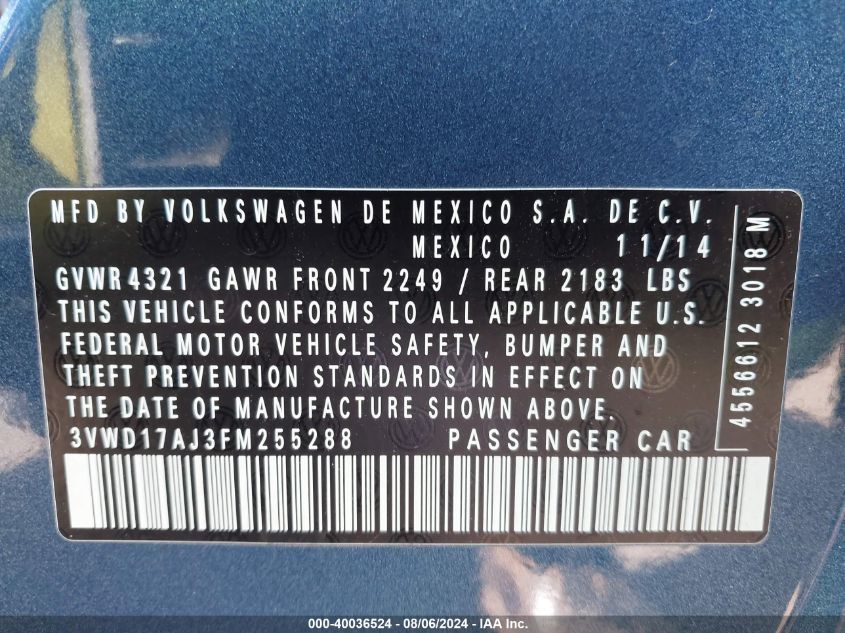 MFD BY VOLKSWAGEN DE MEXICO S.A. DE C.V.
MEXICO 11/14
GVWR 4321 GAWR FRONT 2249 / REAR 2183 LBS
THIS VEHICLE CONFORMS TO ALL APPLICABLE U.S.
FEDERAL MOTOR VEHICLE SAFETY, BUMPER AND
THEFT PREVENTION STANDARDS IN EFFECT ON
THE DATE OF MANUFACTURE SHOWN ABOVE.
3VWD17AJ3FM255288 PASSENGER CAR
4556612 3018 M
000-40036524 - 08/06/2024 - IAA Inc.